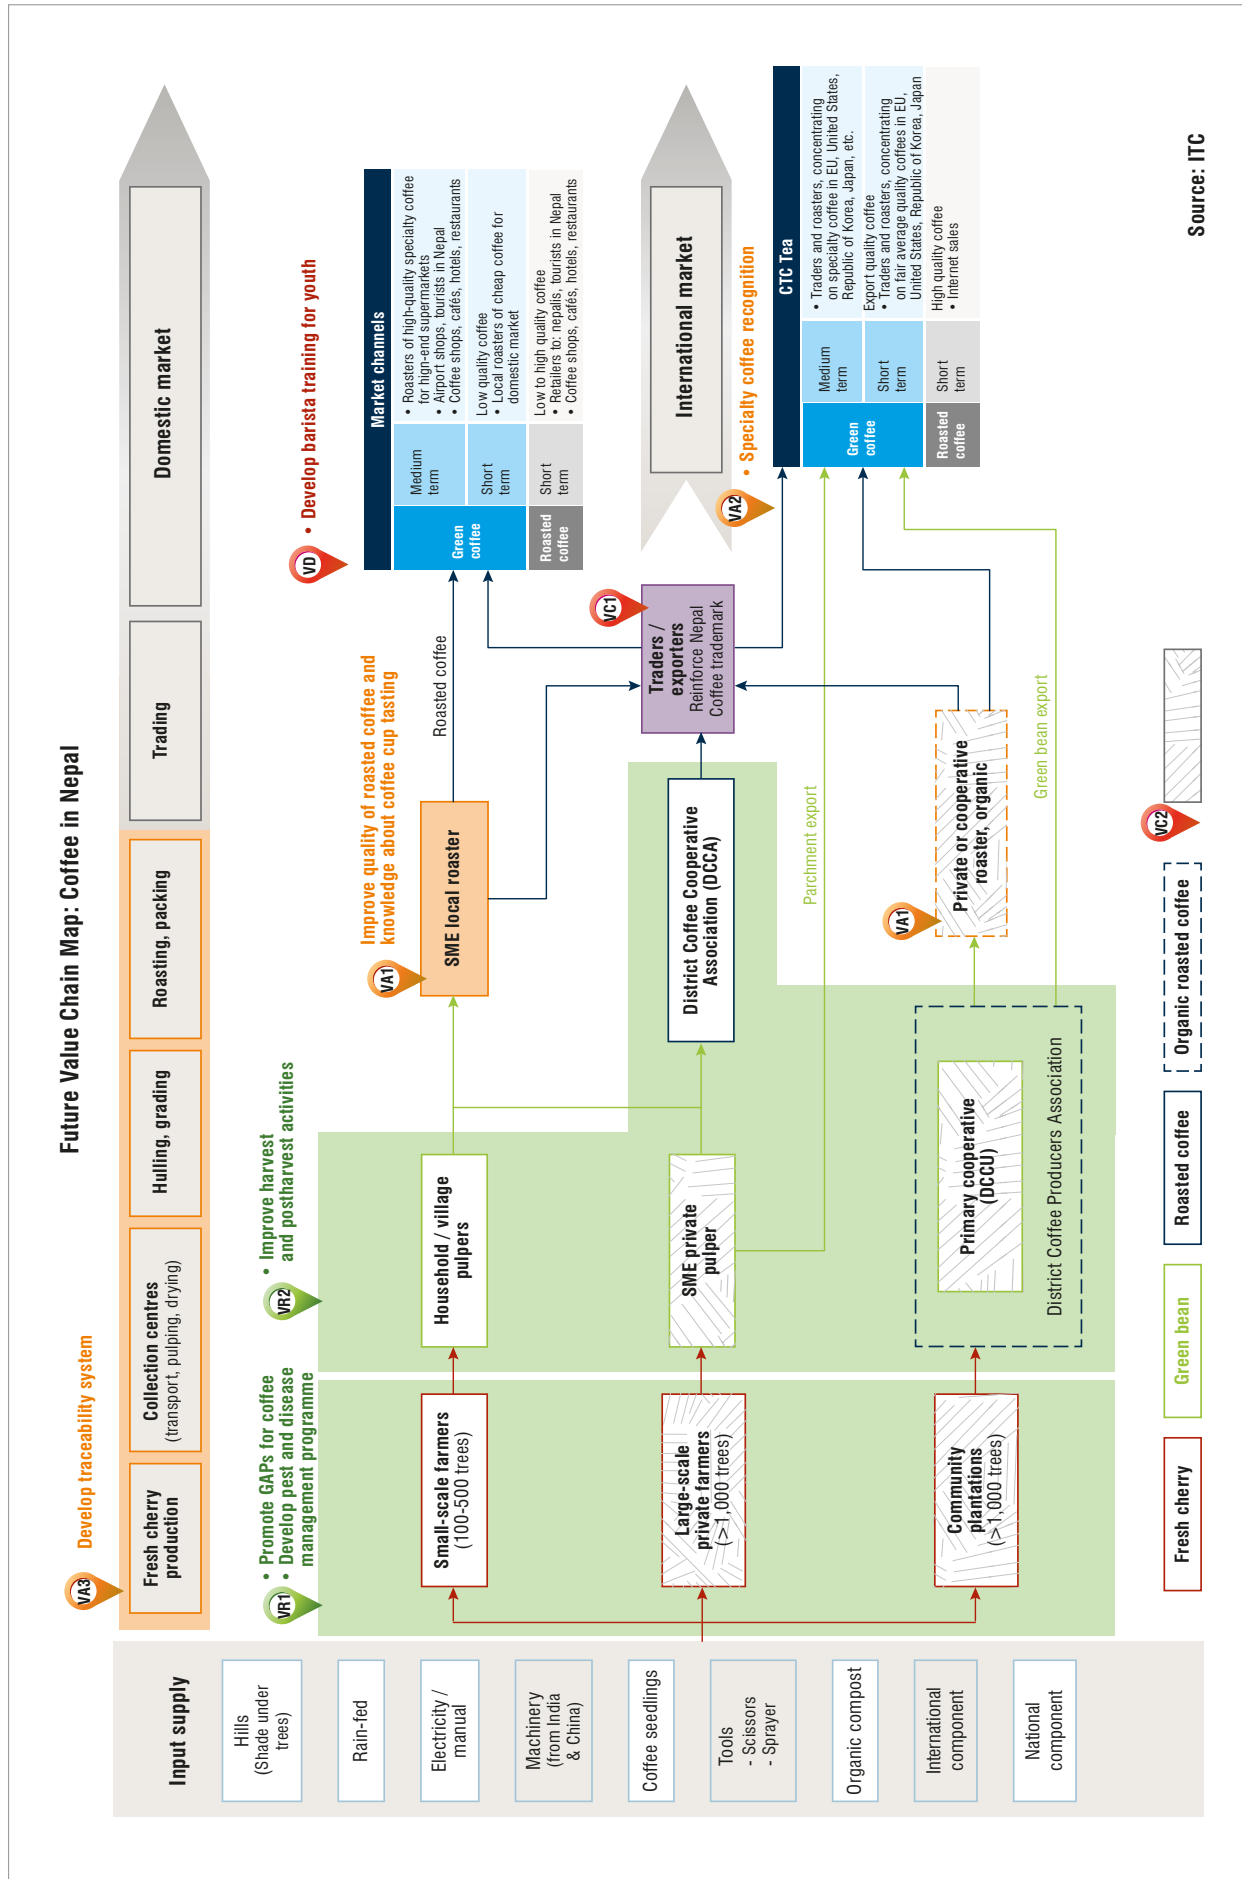 Future Value Chain Map: Coffee in Nepal
VA3
Develop traceability system
Input supply
Fresh cherry
production
Collection centres
(transport, pulping, drying)
Hulling, grading
Roasting, packing
Trading
Domestic market
Hills
(Shade under
trees)
Rain-fed
Electricity /
manual
Machinery
(from India
& China)
Coffee seedlings
Tools
- Scissors
- Sprayer
Organic compost
International
component
National
component
VR1
• Promote GAPs for coffee
• Develop pest and disease
management programme
VR2
• Improve harvest
and postharvest activities
VA1
Improve quality of roasted coffee and
knowledge about coffee cup tasting
VD
• Develop barista training for youth
Small-scale farmers
(100-500 trees)
Household / village
pulpers
SME local roaster
Roasted coffee
Market channels
Green
coffee
Medium
term
• Roasters of high-quality specialty coffee
for high-end supermarkets
• Airport shops, tourists in Nepal
• Coffee shops, cafés, hotels, restaurants
Short
term
Low quality coffee
• Local roasters of cheap coffee for
domestic market
Roasted
coffee
Short
term
Low to high quality coffee
• Retailers to: nepalis, tourists in Nepal
• Coffee shops, cafés, hotels, restaurants
Large-scale
private farmers
(>1,000 trees)
SME private
pulper
District Coffee Cooperative
Association (DCCA)
VC1
Traders /
exporters
Reinforce Nepal
Coffee trademark
International market
VA2
• Specialty coffee recognition
Parchment export
CTC Tea
Green
coffee
Medium
term
• Traders and roasters, concentrating
on specialty coffee in EU, United States,
Republic of Korea, Japan, etc.
Short
term
Export quality coffee
• Traders and roasters, concentrating
on fair average quality coffees in EU,
United States, Republic of Korea, Japan
Roasted
coffee
Short
term
High quality coffee
• Internet sales
Community
plantations
(>1,000 trees)
Primary cooperative
(DCCU)
District Coffee Producers Association
VA1
Private or cooperative
roaster, organic
Green bean export
Fresh cherry
Green bean
Roasted coffee
Organic roasted coffee
VC2
Source: ITC